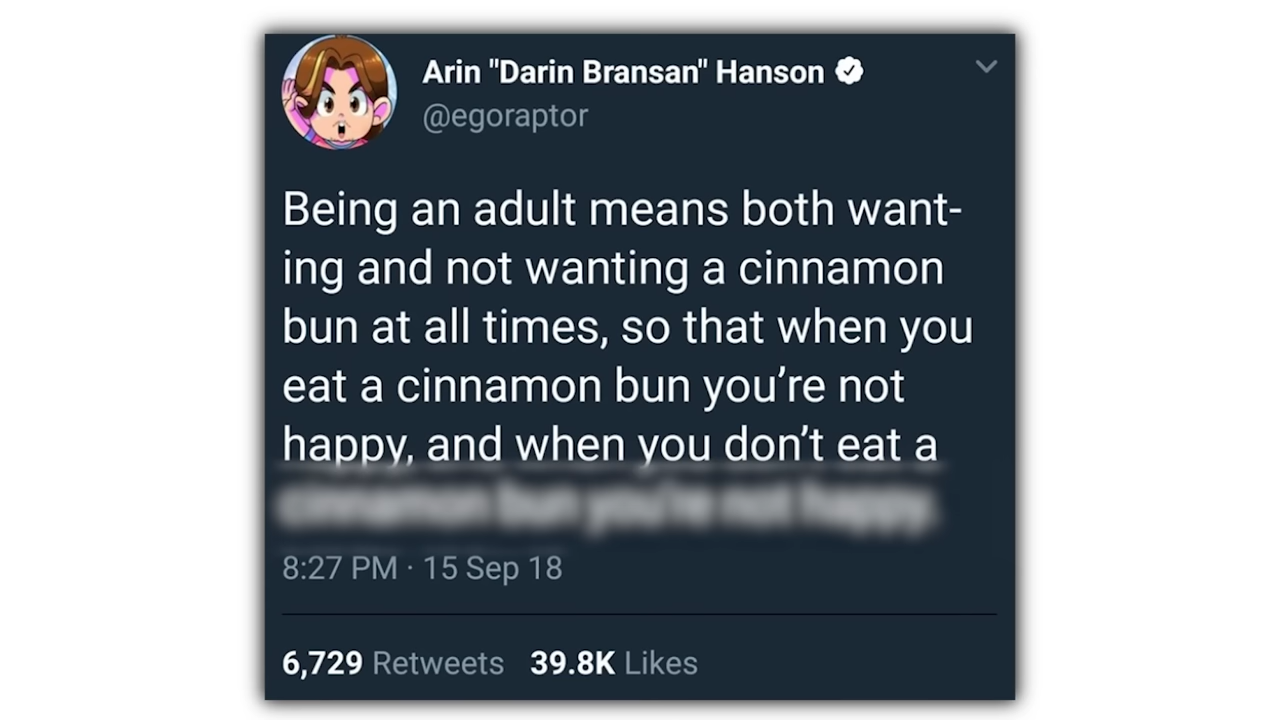 Arin "Darin Bransan" Hanson
@egoraptor
Being an adult means both want-
ing and not wanting a cinnamon
bun at all times, so that when you
eat a cinnamon bun you’re not
happy, and when you don’t eat a
8:27 PM · 15 Sep 18
6,729 Retweets 39.8K Likes